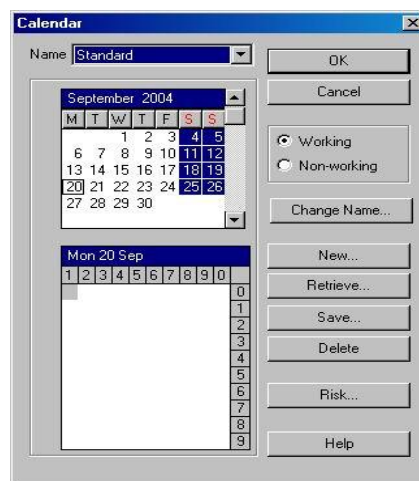 Calendar
Name Standard
OK
Cancel
September 2004
M T W T F S S
1 2 3 4 5
6 7 8 9 10 11 12
13 14 15 16 17 18 19
20 21 22 23 24 25 26
27 28 29 30
Working
Non-working
Change Name...
Mon 20 Sep
1 2 3 4 5 6 7 8 9 0
0
1
2
3
4
5
6
7
8
9
New...
Retrieve...
Save...
Delete
Risk...
Help